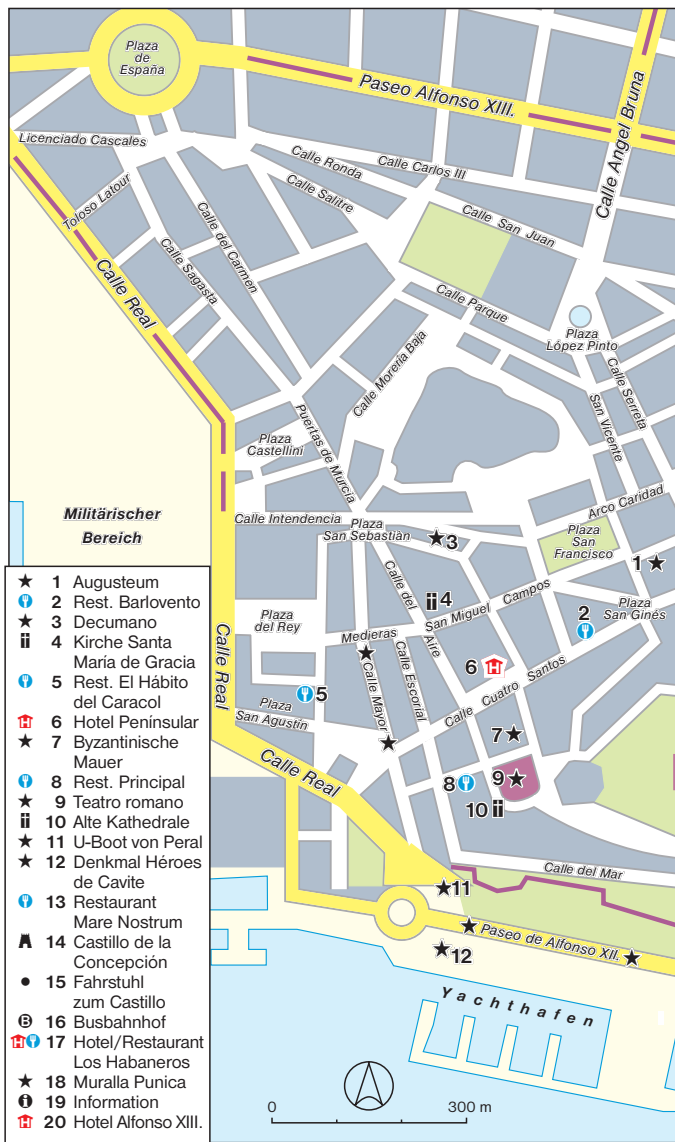 Plaza
de
España
Paseo Alfonso XIII.
Calle Angel Bruna
Licenciado Cascales
Calle Ronda
Calle Carlos III
Toloso Latour
Calle Salitre
Calle San Juan
Calle del Carmen
Calle Sagasta
Calle Real
Calle Parque
Plaza
López Pinto
Calle Morería Baja
Calle Serreta
San Vicente
Puertas de Murcia
Plaza
Castellini
Militärischer
Bereich
Calle Intendencia
Plaza
San Sebastiàn
3
Arco Caridad
Plaza
San
Francisco
1
Calle del Aire
4
San Miguel
Campos
2
Plaza
San Ginés
Plaza
del Rey
Medieras
Calle Real
Calle Mayor
Calle Escorial
6
Calle Cuatro Santos
5
Plaza
San Agustín
7
Calle Real
8
9
10
Calle del Mar
11
12
Paseo de Alfonso XII.
Yachthafen
0
300 m
1 Augusteum
2 Rest. Barlovento
3 Decumano
4 Kirche Santa
María de Gracia
5 Rest. El Hábito
del Caracol
6 Hotel Penínsular
7 Byzantinische
Mauer
8 Rest. Principal
9 Teatro romano
10 Alte Kathedrale
11 U-Boot von Peral
12 Denkmal Héroes
de Cavite
13 Restaurant
Mare Nostrum
14 Castillo de la
Concepción
15 Fahrstuhl
zum Castillo
B 16 Busbahnhof
H 17 Hotel/Restaurant
Los Habaneros
18 Muralla Punica
i 19 Information
H 20 Hotel Alfonso XIII.